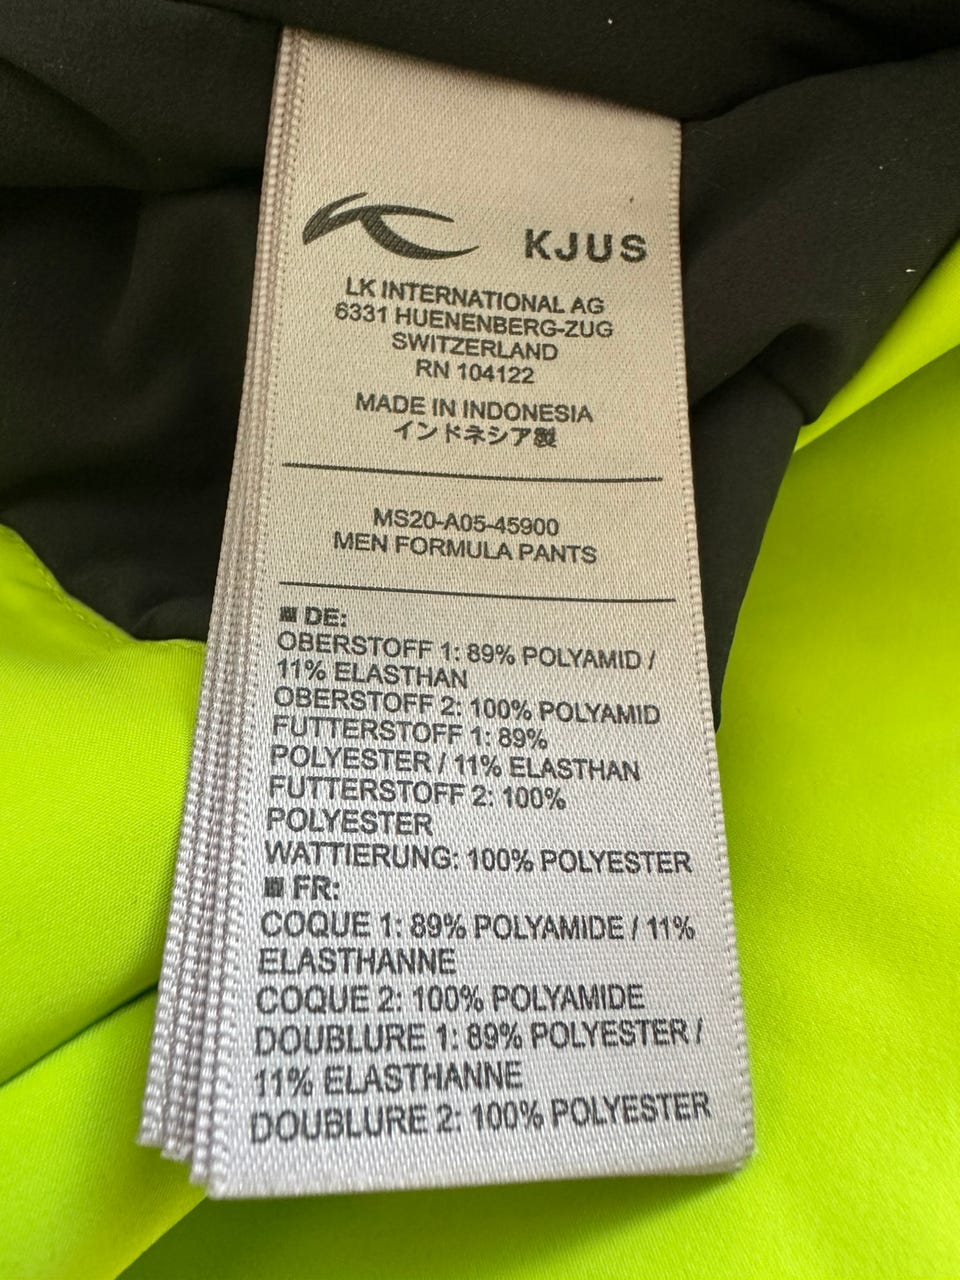 KJUS
LK INTERNATIONAL AG
6331 HUENENBERG-ZUG
SWITZERLAND
RN 104122
MADE IN INDONESIA
インドネシア製
MS20-A05-45900
MEN FORMULA PANTS
DE:
OBERSTOFF 1: 89% POLYAMID /
11% ELASTHAN
OBERSTOFF 2: 100% POLYAMID
FUTTERSTOFF 1: 89%
POLYESTER / 11% ELASTHAN
FUTTERSTOFF 2: 100%
POLYESTER
WATTIERUNG: 100% POLYESTER
FR:
COQUE 1: 89% POLYAMIDE / 11%
ELASTHANNE
COQUE 2: 100% POLYAMIDE
DOUBLURE 1: 89% POLYESTER /
11% ELASTHANNE
DOUBLURE 2: 100% POLYESTER